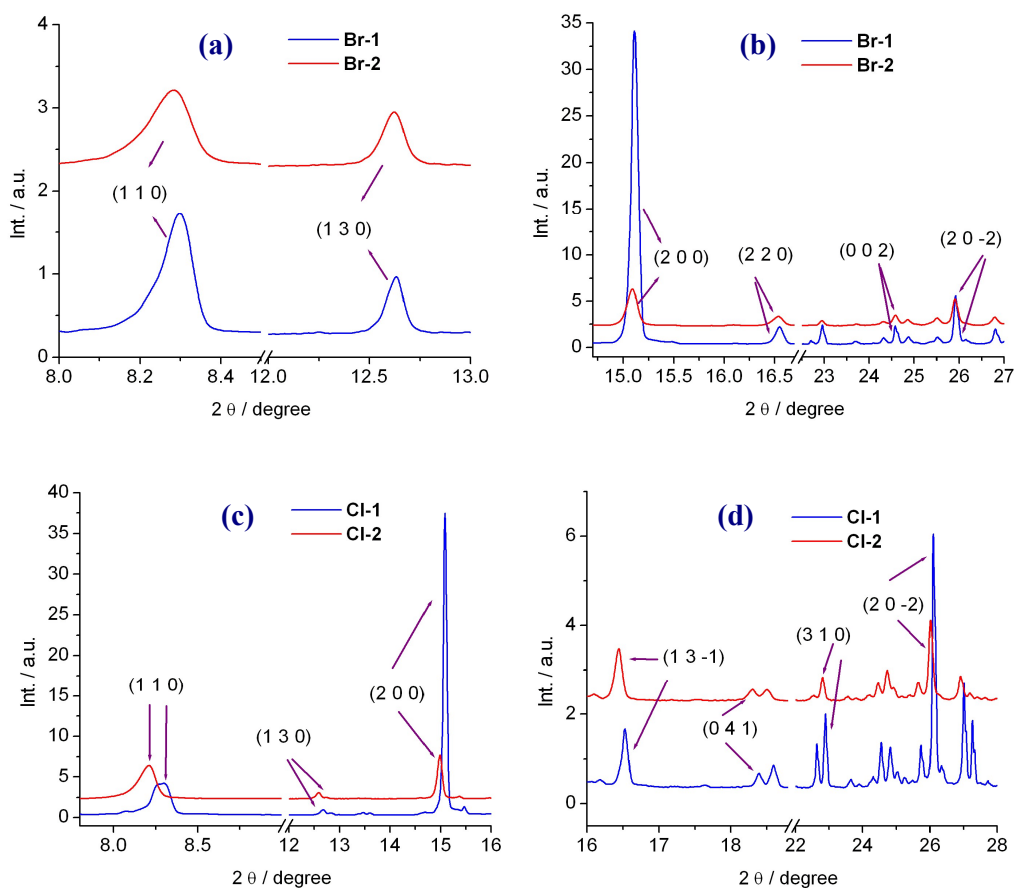 (a)
Br-1
Br-2
(1 1 0)
(1 3 0)
Int. / a.u.
4
3
2
1
0
8.0 8.2 8.4 12.0 12.5 13.0
2 θ / degree
(b)
Br-1
Br-2
(2 0 0)
(2 2 0)
(0 0 2)
(2 0 -2)
Int. / a.u.
35
30
25
20
15
10
5
0
15.0 15.5 16.0 16.5 23 24 25 26 27
2 θ / degree
(c)
Cl-1
Cl-2
(1 1 0)
(1 3 0)
(2 0 0)
Int. / a.u.
40
35
30
25
20
15
10
5
0
8.0 8.5 12 13 14 15 16
2 θ / degree
(d)
Cl-1
Cl-2
(1 3 -1)
(0 4 1)
(3 1 0)
(2 0 -2)
Int. / a.u.
6
4
2
0
16 18 20 22 24 26 28
2 θ / degree